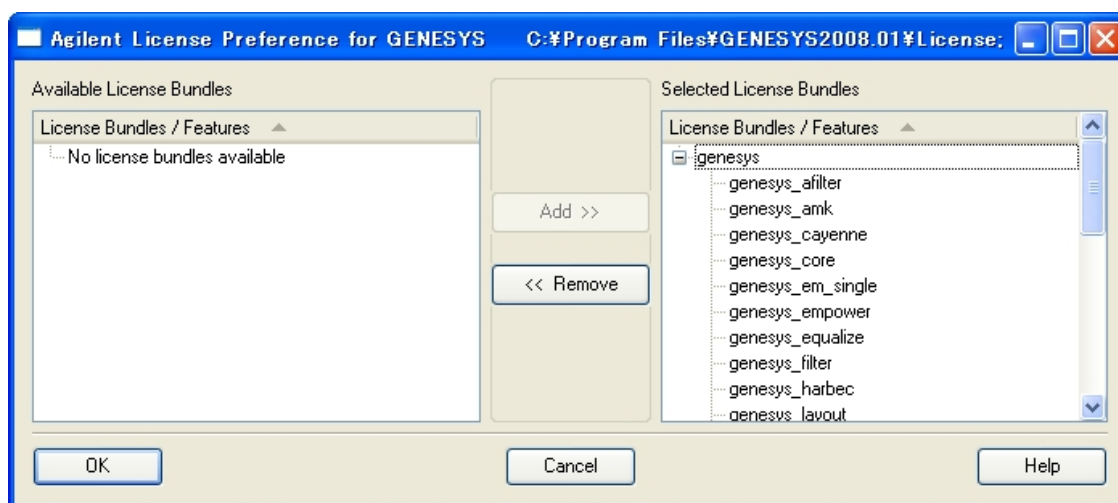 Agilent License Preference for GENESYS C:¥Program Files¥GENESYS2008.01¥License;
Available License Bundles
License Bundles / Features
No license bundles available
Add >>
<< Remove
Selected License Bundles
License Bundles / Features
genesys
genesys_afilter
genesys_amk
genesys_cayenne
genesys_core
genesys_em_single
genesys_empower
genesys_equalize
genesys_filter
genesys_harbec
genesys_layout
OK
Cancel
Help